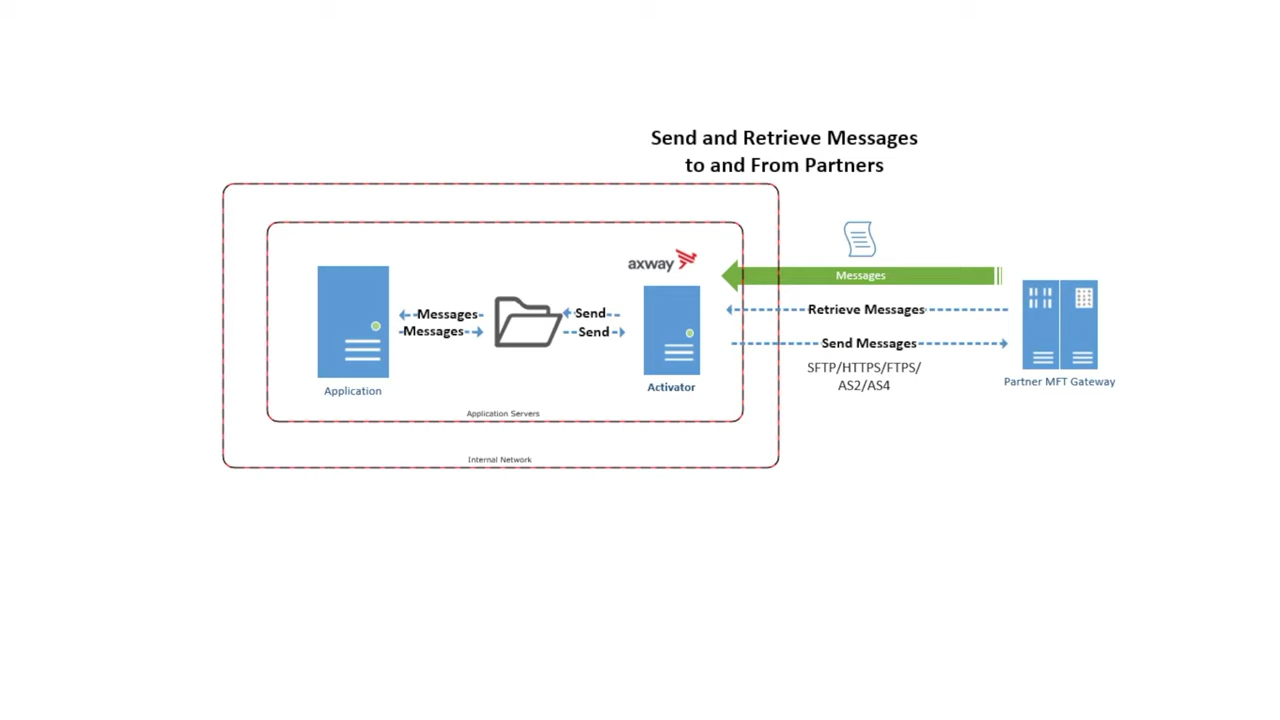 Send and Retrieve Messages
to and From Partners
axway
Messages
Messages
Send
Retrieve Messages
Messages
Send
Send Messages
SFTP/HTTPS/FTPS/
AS2/AS4
Application
Activator
Partner MFT Gateway
Application Servers
Internal Network